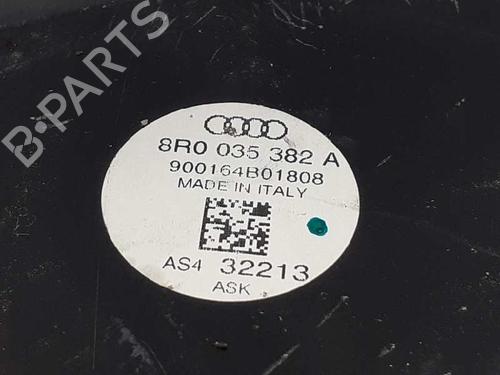 B-PARTS
8R0 035 382 A
900164B01808
MADE IN ITALY
AS4 32213
ASK